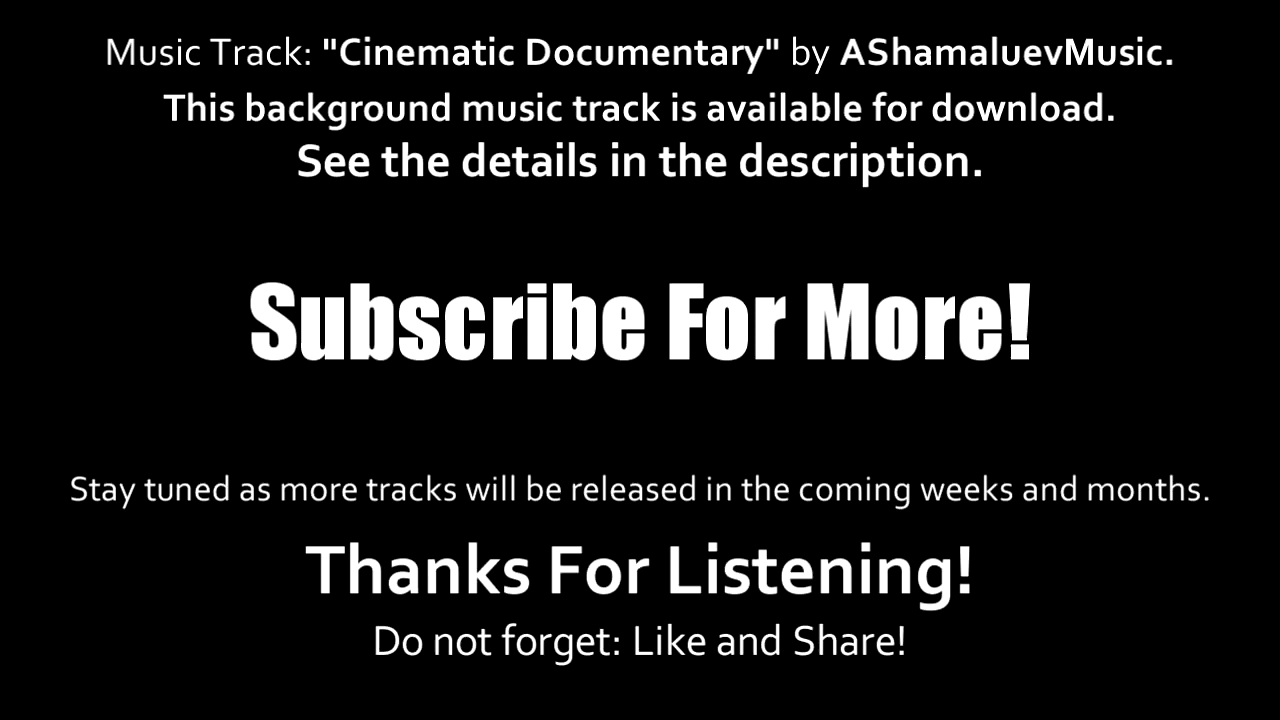 Music Track: "Cinematic Documentary" by AShamaluevMusic.
This background music track is available for download.
See the details in the description.
Subscribe For More!
Stay tuned as more tracks will be released in the coming weeks and months.
Thanks For Listening!
Do not forget: Like and Share!